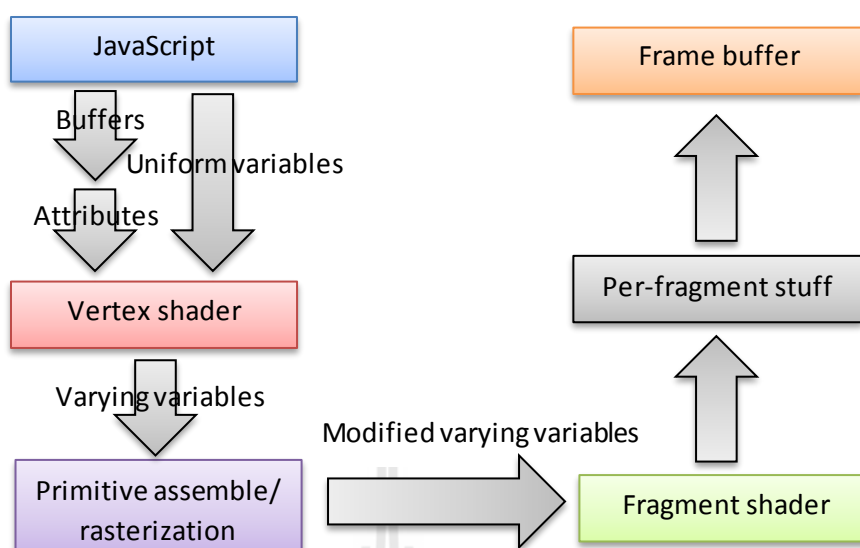 JavaScript
Buffers
Uniform variables
Attributes
Vertex shader
Varying variables
Primitive assemble/
rasterization
Modified varying variables
Fragment shader
Per-fragment stuff
Frame buffer